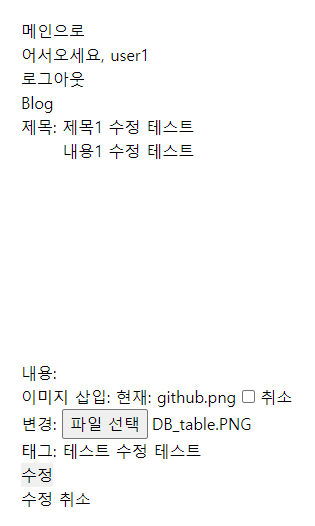 메인으로
어서오세요, user1
로그아웃
Blog
제목: 제목1 수정 테스트
내용1 수정 테스트
내용:
이미지 삽입: 현재: github.png 취소
변경: 파일 선택 DB_table.PNG
태그: 테스트 수정 테스트
수정
수정 취소